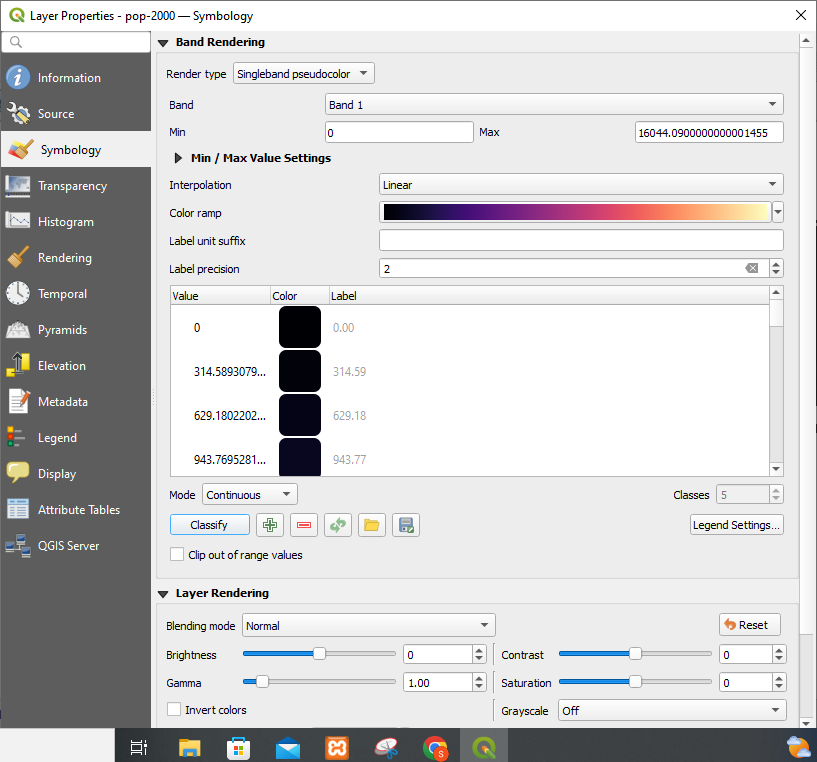 Layer Properties - pop-2000 — Symbology
Information
Source
Symbology
Transparency
Histogram
Rendering
Temporal
Pyramids
Elevation
Metadata
Legend
Display
Attribute Tables
QGIS Server
Band Rendering
Render type Singleband pseudocolor
Band Band 1
Min 0 Max 16044.0900000000001455
Min / Max Value Settings
Interpolation Linear
Color ramp
Label unit suffix
Label precision 2
Value Color Label
0 0.00
314.5893079... 314.59
629.1802202... 629.18
943.7695281... 943.77
Mode Continuous Classes 5
Classify Legend Settings...
Clip out of range values
Layer Rendering
Blending mode Normal Reset
Brightness 0 Contrast 0
Gamma 1.00 Saturation 0
Invert colors Grayscale Off